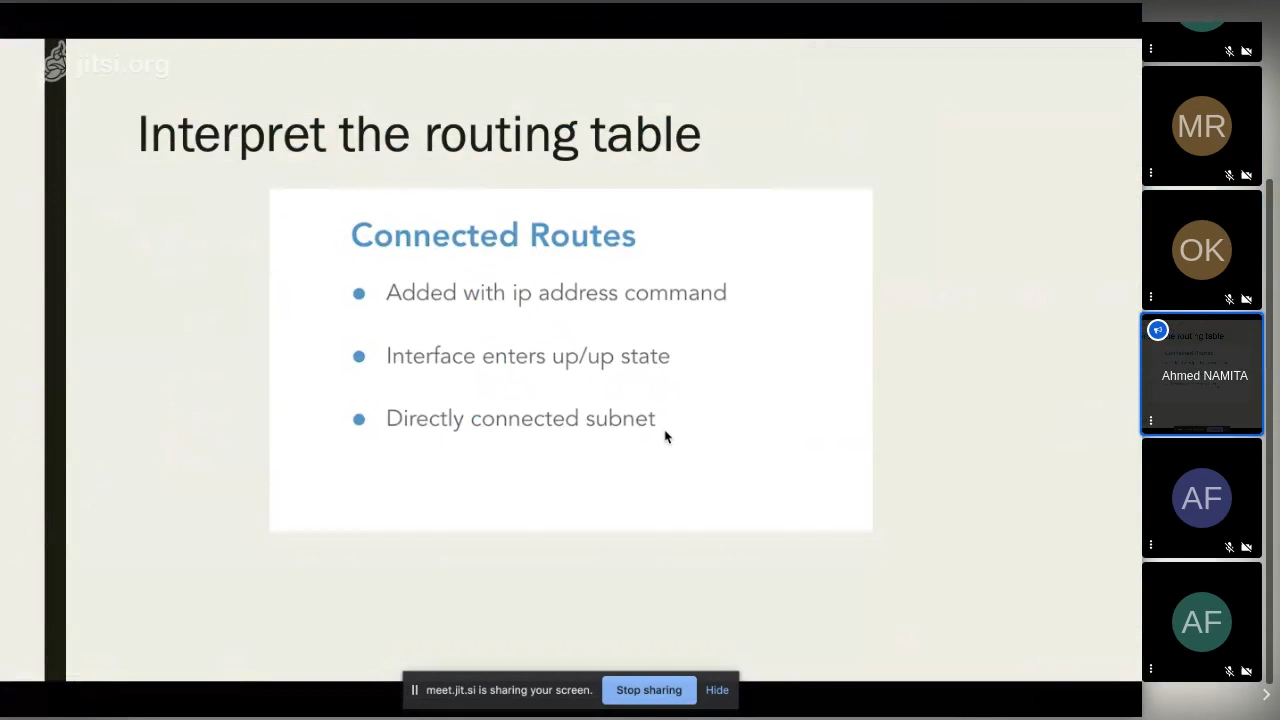 jitsi.org
Interpret the routing table
Connected Routes
Added with ip address command
Interface enters up/up state
Directly connected subnet
meet.jit.si is sharing your screen.
Stop sharing
Hide
MR
OK
Ahmed NAMITA
AF
AF